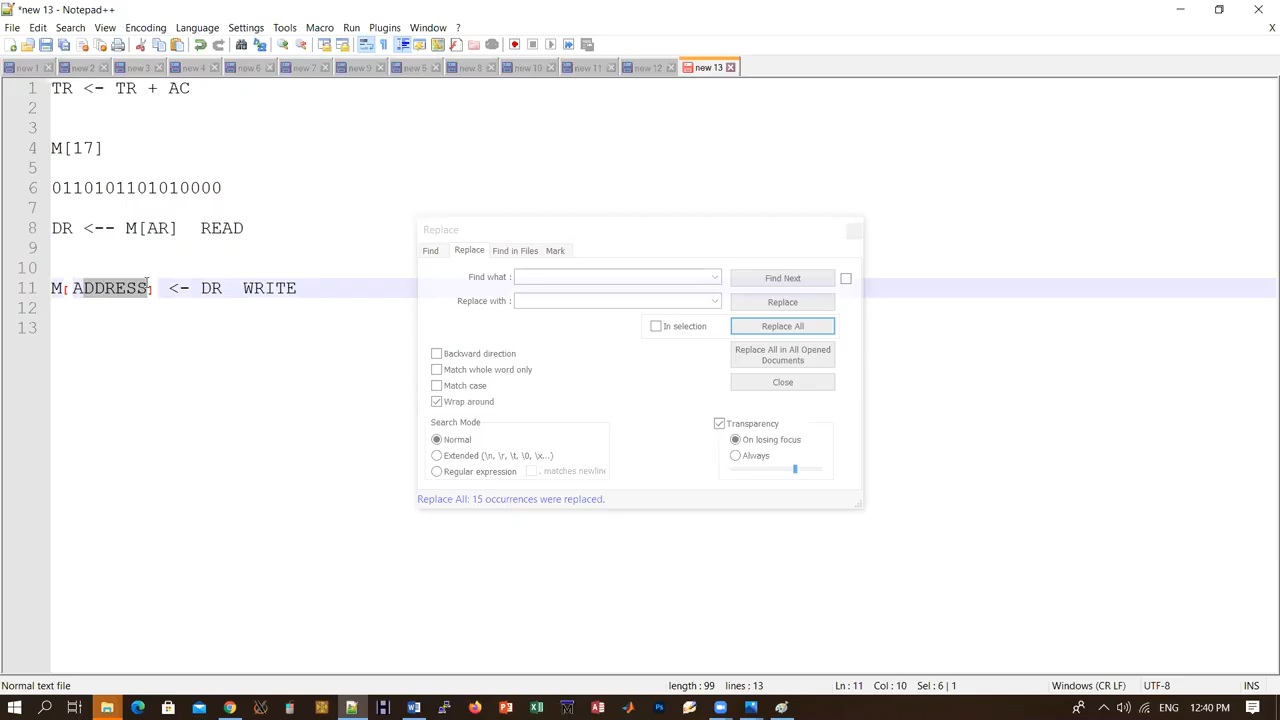 *new 13 - Notepad++
File Edit Search View Encoding Language Settings Tools Macro Run Plugins Window ?
X
new 1 new 2 new 3 new 4 new 6 new 7 new 9 new 5 new 8 new 10 new 11 new 12 new 13
1 TR <- TR + AC
2
3
4 M[17]
5
6 0110101101010000
7
8 DR <-- M[AR] READ
9
10
11 M[ADDRESS] <- DR WRITE
12
13
Replace
Find Replace Find in Files Mark
Find what : Find Next
Replace with : Replace
In selection Replace All
Replace All in All Opened
Documents
Backward direction
Match whole word only
Close
Match case
Wrap around
Search Mode
Transparency
Normal
On losing focus
Extended (\n, \r, \t, \0, \x...)
Always
Regular expression . matches newline
Replace All: 15 occurrences were replaced.
Normal text file length : 99 lines : 13 Ln : 11 Col : 10 Sel : 6 | 1 Windows (CR LF) UTF-8 INS
ENG 12:40 PM